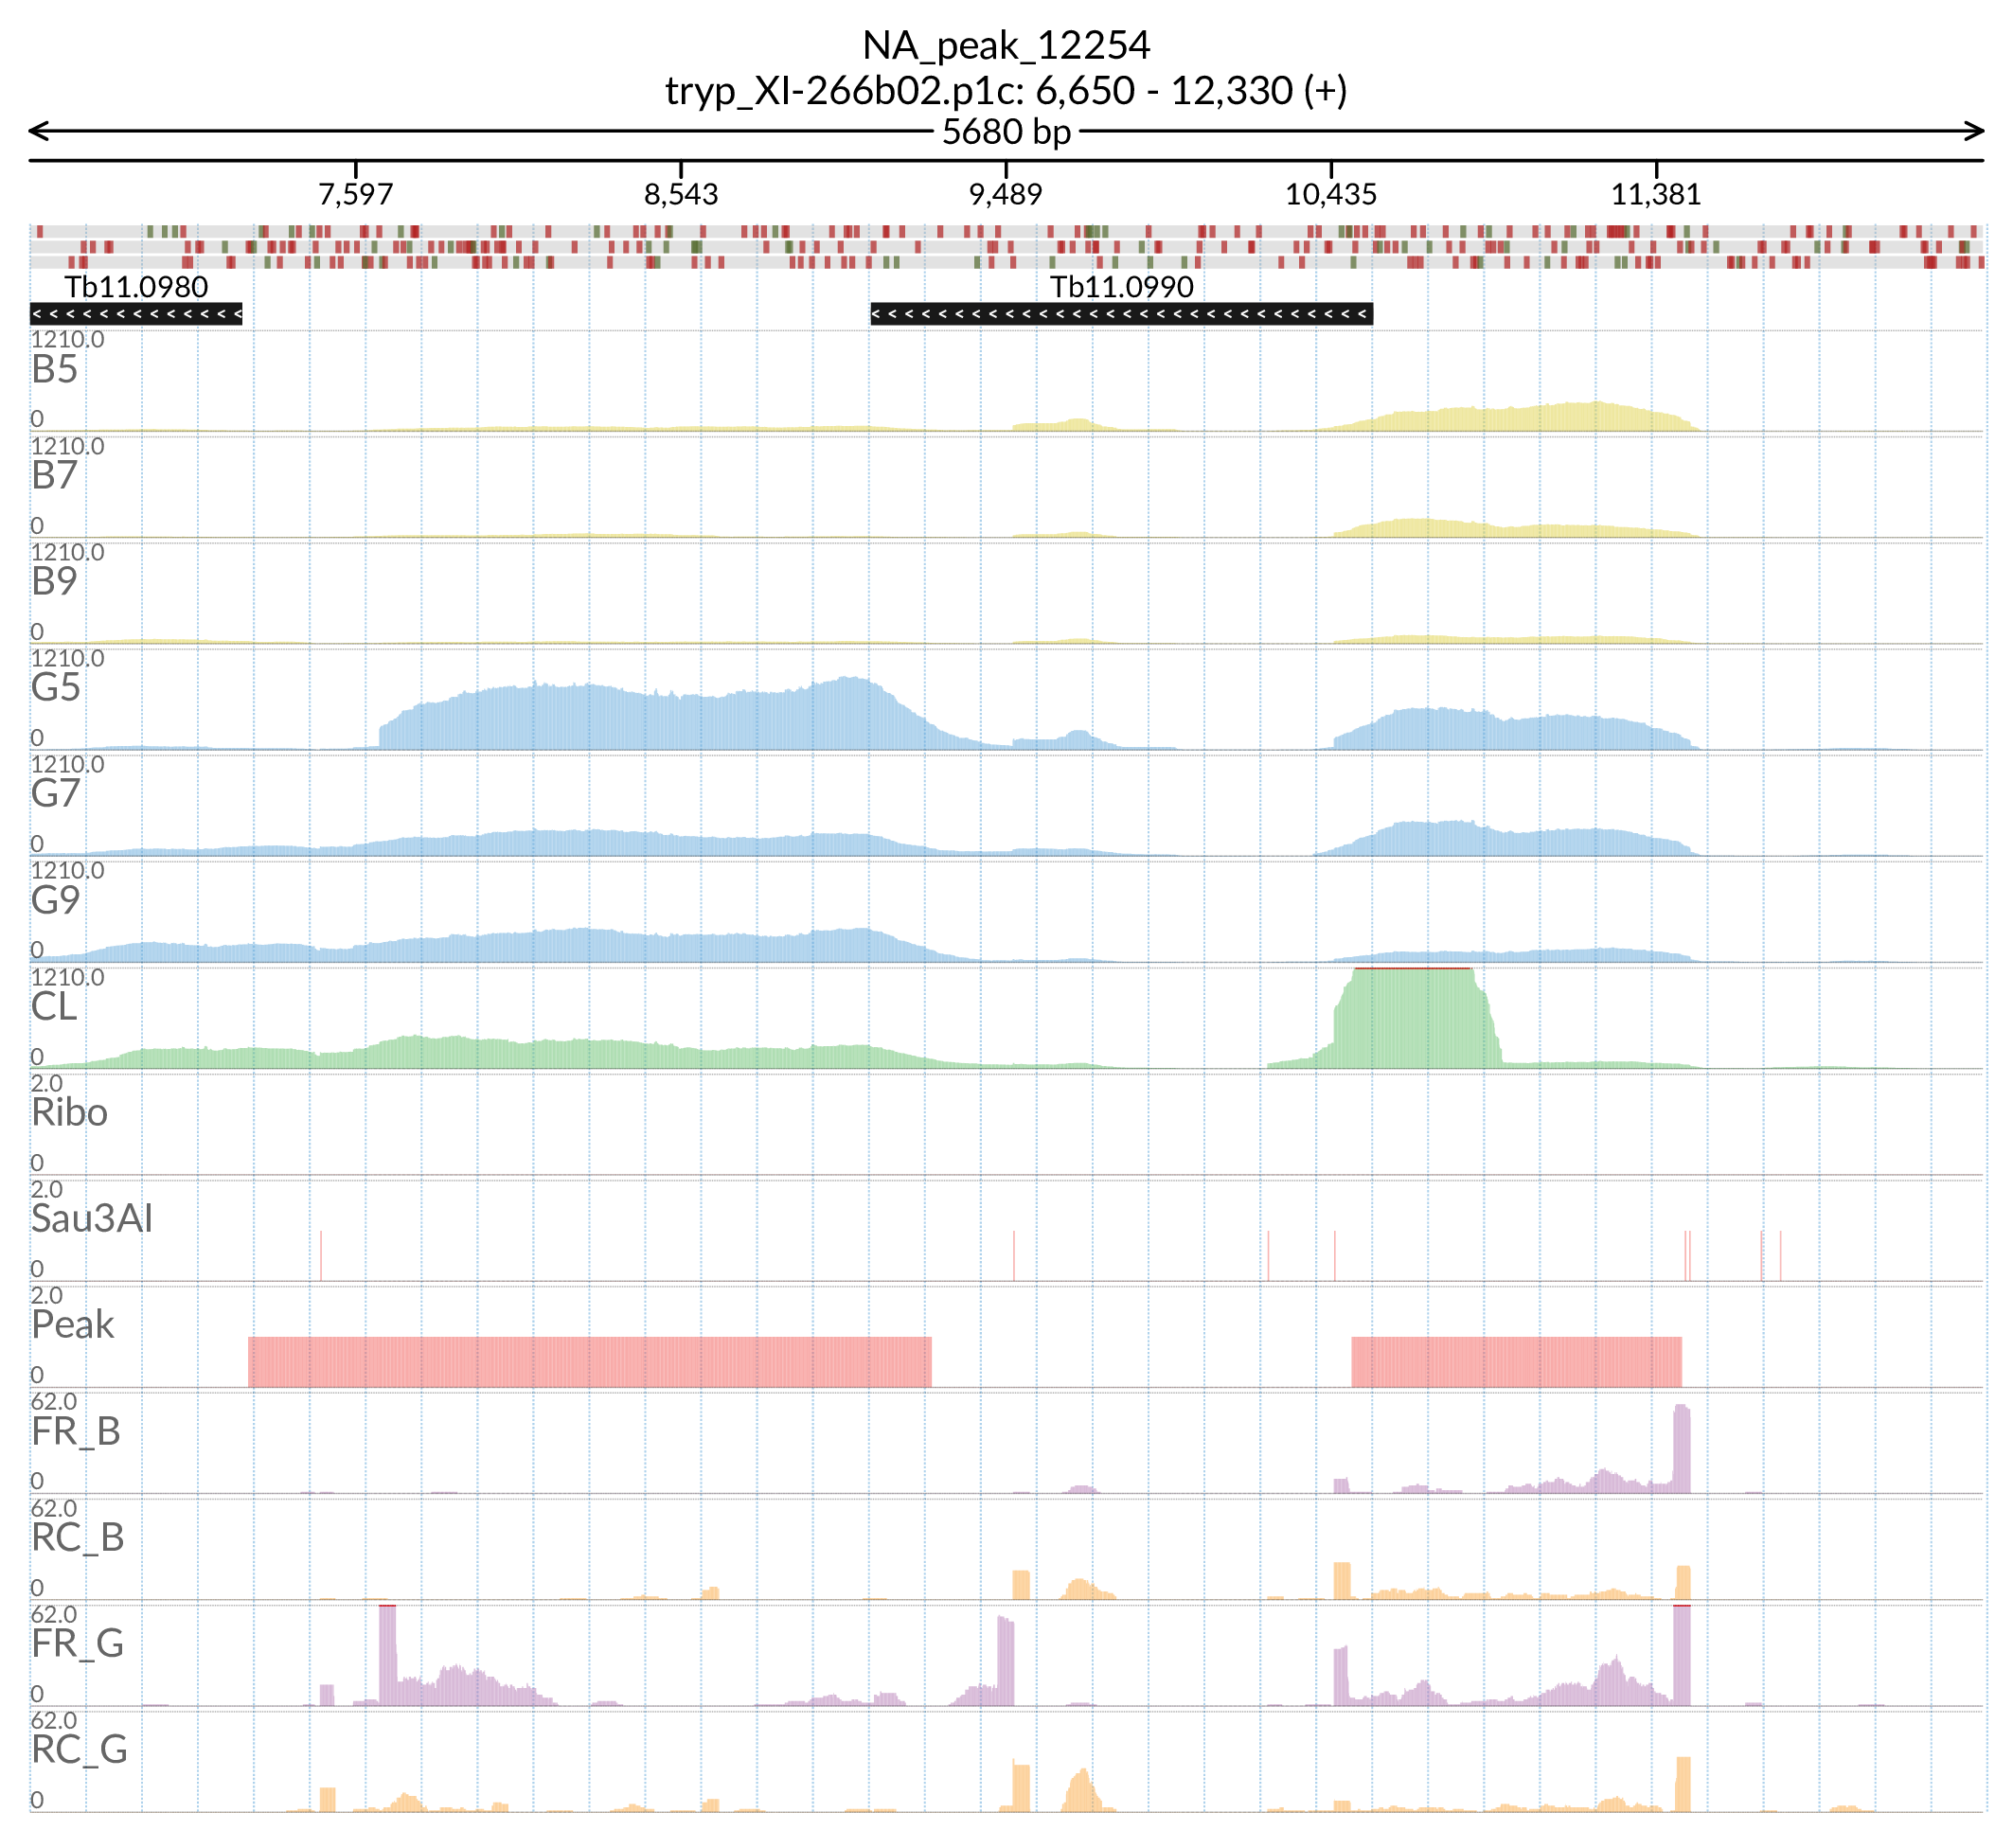 NA_peak_12254
tryp_XI-266b02.p1c: 6,650 - 12,330 (+)
5680 bp
7,597 8,543 9,489 10,435 11,381
Tb11.0980 Tb11.0990
1210.0
B5
0
1210.0
B7
0
1210.0
B9
0
1210.0
G5
0
1210.0
G7
0
1210.0
G9
0
1210.0
CL
0
2.0
Ribo
0
2.0
Sau3AI
0
2.0
Peak
0
62.0
FR_B
0
62.0
RC_B
0
62.0
FR_G
0
62.0
RC_G
0